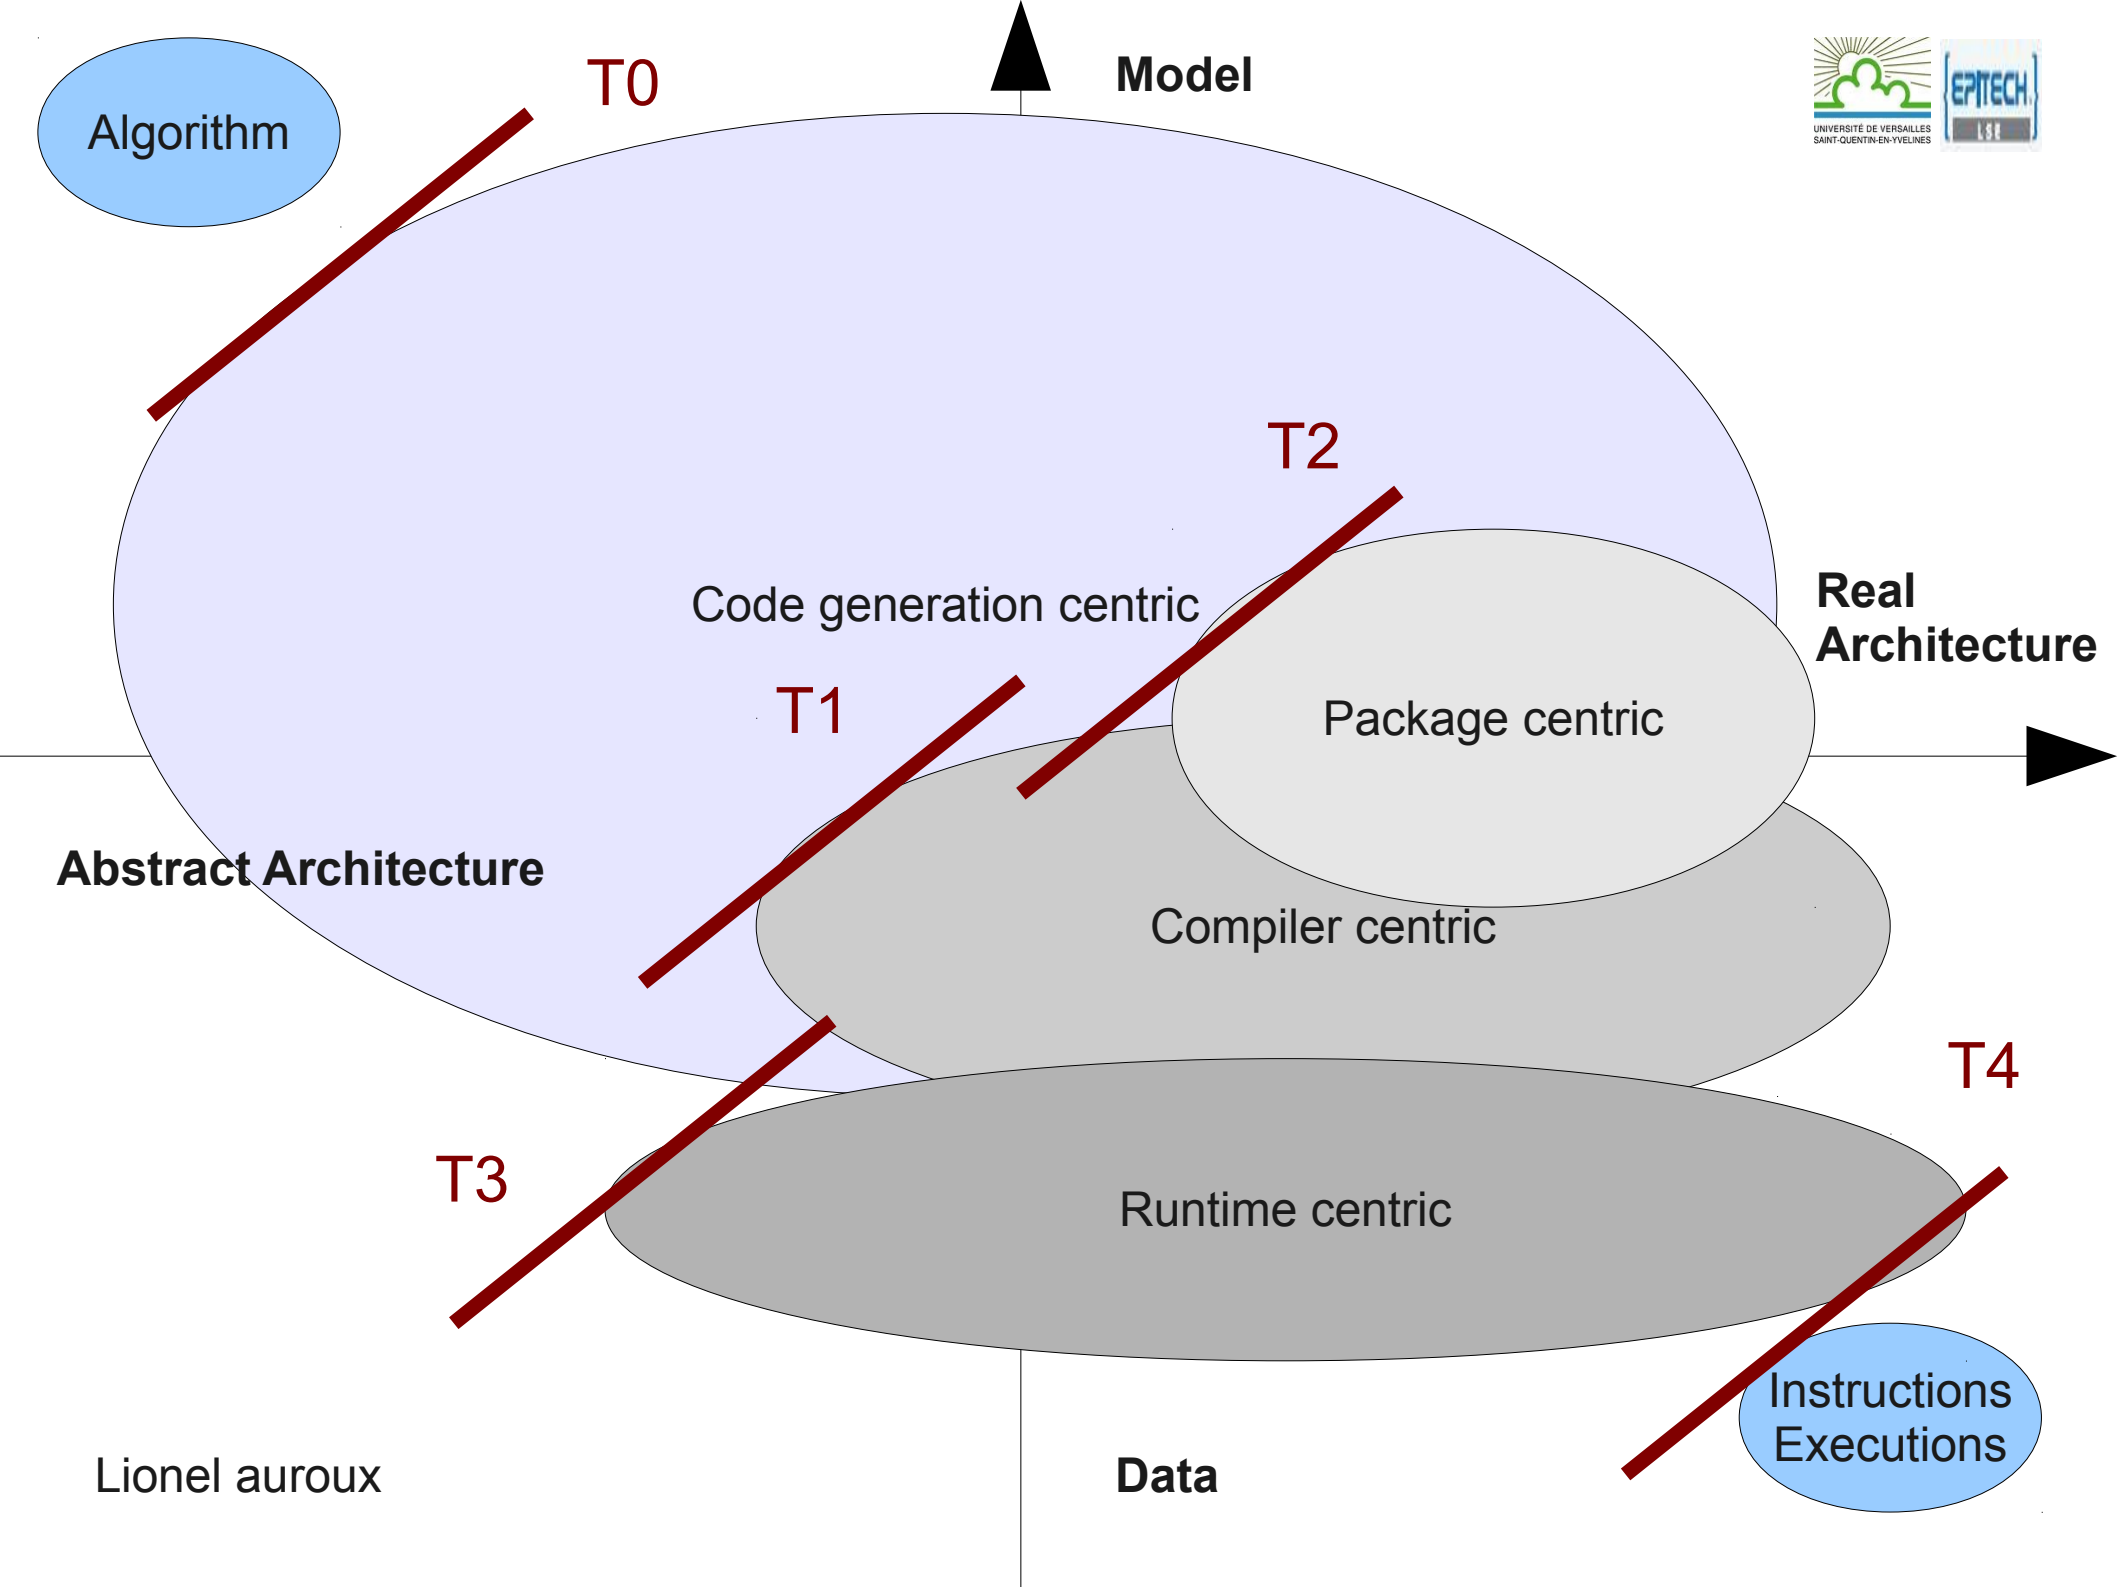 T0
Model
Algorithm
EPITECH.
LSE
UNIVERSITÉ DE VERSAILLES
SAINT-QUENTIN-EN-YVELINES
T2
Code generation centric
Real
Architecture
T1
Package centric
Abstract Architecture
Compiler centric
T4
T3
Runtime centric
Instructions
Executions
Lionel auroux
Data